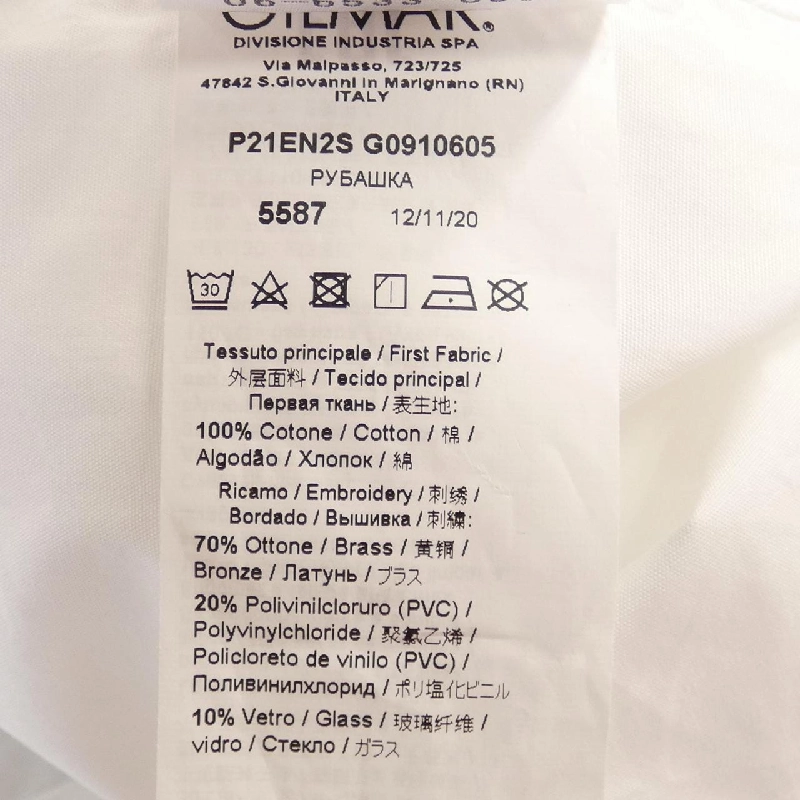 GILMAR®
DIVISIONE INDUSTRIA SPA
Via Malpasso, 723/725
47842 S.Giovanni in Marignano (RN)
ITALY
P21EN2S G0910605
РУБАШКА
5587 12/11/20
30
Tessuto principale / First Fabric /
外层面料 / Tecido principal /
Первая ткань / 表生地:
100% Cotone / Cotton / 棉 /
Algodão / Хлопок / 綿
Ricamo / Embroidery / 刺绣 /
Bordado / Вышивка / 刺繍:
70% Ottone / Brass / 黄铜 /
Bronze / Латунь / ブラス
20% Polivinilcloruro (PVC) /
Polyvinylchloride / 聚氯乙烯 /
Policloreto de vinilo (PVC) /
Поливинилхлорид / ポリ塩化ビニル
10% Vetro / Glass / 玻璃纤维 /
vidro / Стекло / ガラス